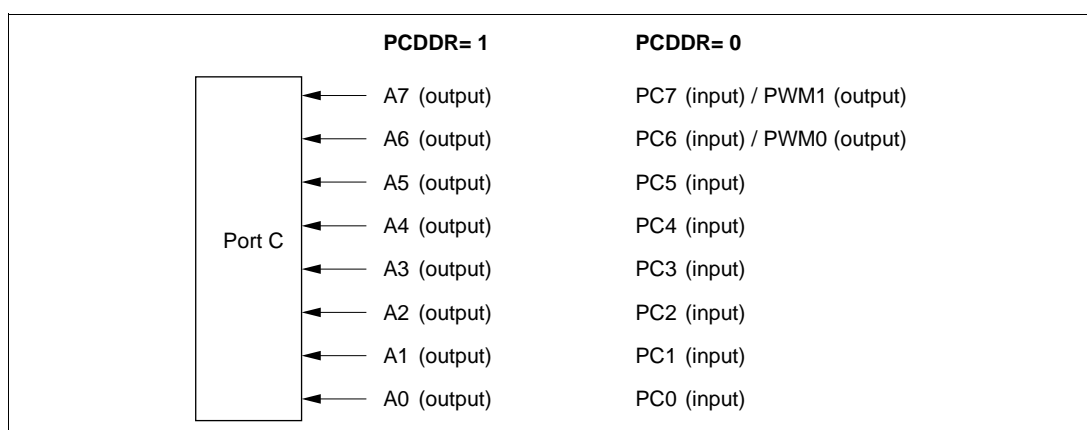 PCDDR= 1 PCDDR= 0
A7 (output) PC7 (input) / PWM1 (output)
A6 (output) PC6 (input) / PWM0 (output)
A5 (output) PC5 (input)
A4 (output) PC4 (input)
Port C
A3 (output) PC3 (input)
A2 (output) PC2 (input)
A1 (output) PC1 (input)
A0 (output) PC0 (input)